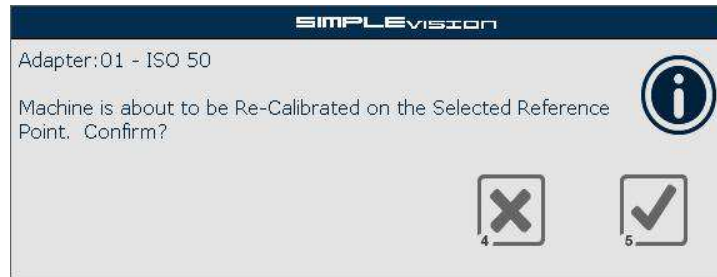 SIMPLEVISION
Adapter:01 - ISO 50
Machine is about to be Re-Calibrated on the Selected Reference
Point. Confirm?
4
5